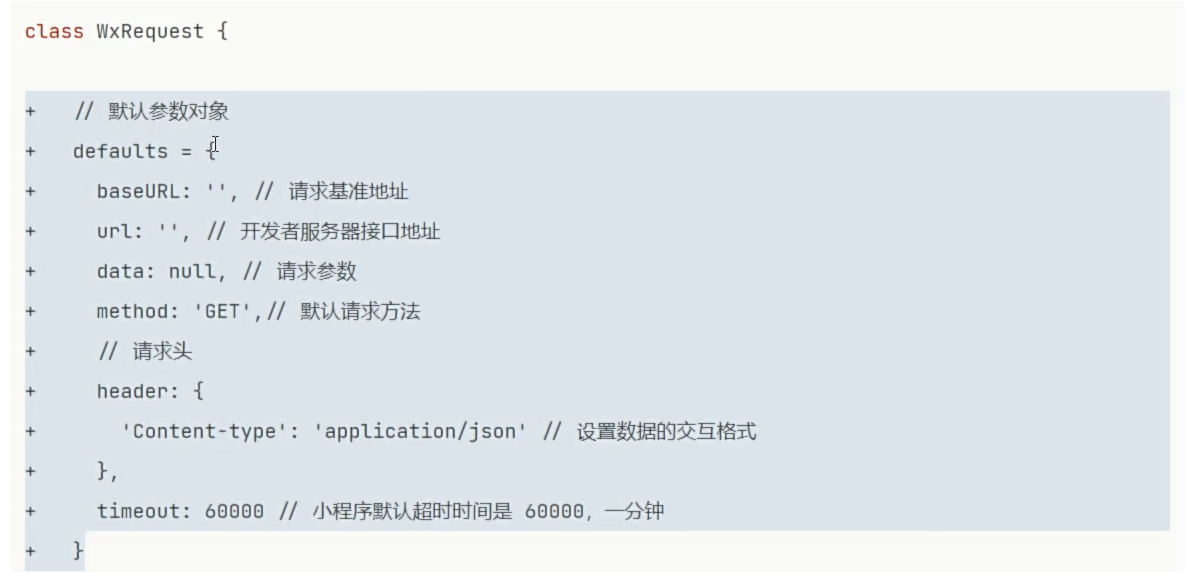 class WxRequest {
+   // 默认参数对象
+   defaults = {
+     baseURL: '', // 请求基准地址
+     url: '', // 开发者服务器接口地址
+     data: null, // 请求参数
+     method: 'GET',// 默认请求方法
+     // 请求头
+     header: {
+       'Content-type': 'application/json' // 设置数据的交互格式
+     },
+     timeout: 60000 // 小程序默认超时时间是 60000，一分钟
+   }